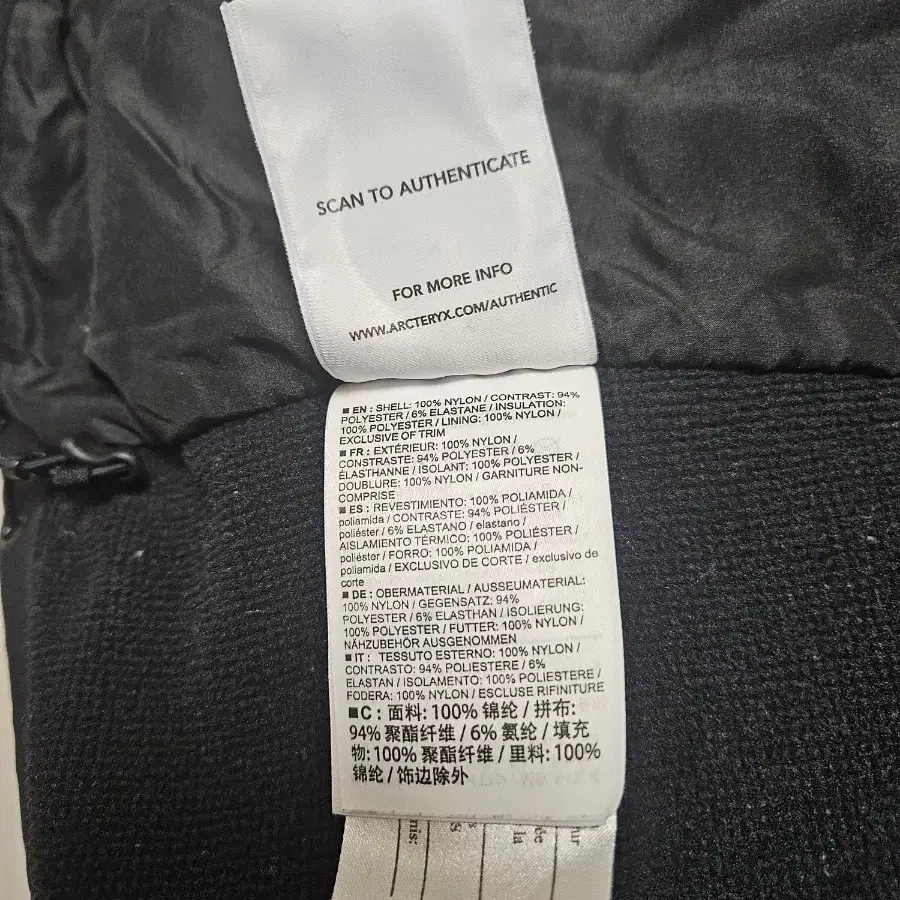 SCAN TO AUTHENTICATE
FOR MORE INFO
WWW.ARCTERYX.COM/AUTHENTIC
■ EN : SHELL: 100% NYLON / CONTRAST: 94%
POLYESTER / 6% ELASTANE / INSULATION:
100% POLYESTER / LINING: 100% NYLON /
EXCLUSIVE OF TRIM
■ FR : EXTÉRIEUR: 100% NYLON /
CONSTRASTE: 94% POLYESTER / 6%
ÉLASTHANNE / ISOLANT: 100% POLYESTER /
DOUBLURE: 100% NYLON / GARNITURE NON-
COMPRISE
■ ES : REVESTIMIENTO: 100% POLIAMIDA /
poliamida / CONTRASTE: 94% POLIÉSTER /
poliéster / 6% ELASTANO / elastano /
AISLAMIENTO TÉRMICO: 100% POLIÉSTER /
poliéster / FORRO: 100% POLIAMIDA /
poliamida / EXCLUSIVO DE CORTE / exclusivo de
corte
■ DE : OBERMATERIAL / AUSSEUMATERIAL:
100% NYLON / GEGENSATZ: 94%
POLYESTER / 6% ELASTHAN / ISOLIERUNG:
100% POLYESTER / FUTTER: 100% NYLON /
NÄHZUBEHÖR AUSGENOMMEN
■ IT : TESSUTO ESTERNO: 100% NYLON /
CONTRASTO: 94% POLIESTERE / 6%
ELASTAN / ISOLAMENTO: 100% POLIESTERE /
FODERA: 100% NYLON / ESCLUSE RIFINITURE
■C : 面料: 100% 锦纶 / 拼布:
94% 聚酯纤维 / 6% 氨纶 / 填充
物: 100% 聚酯纤维 / 里料: 100%
锦纶 / 饰边除外
la